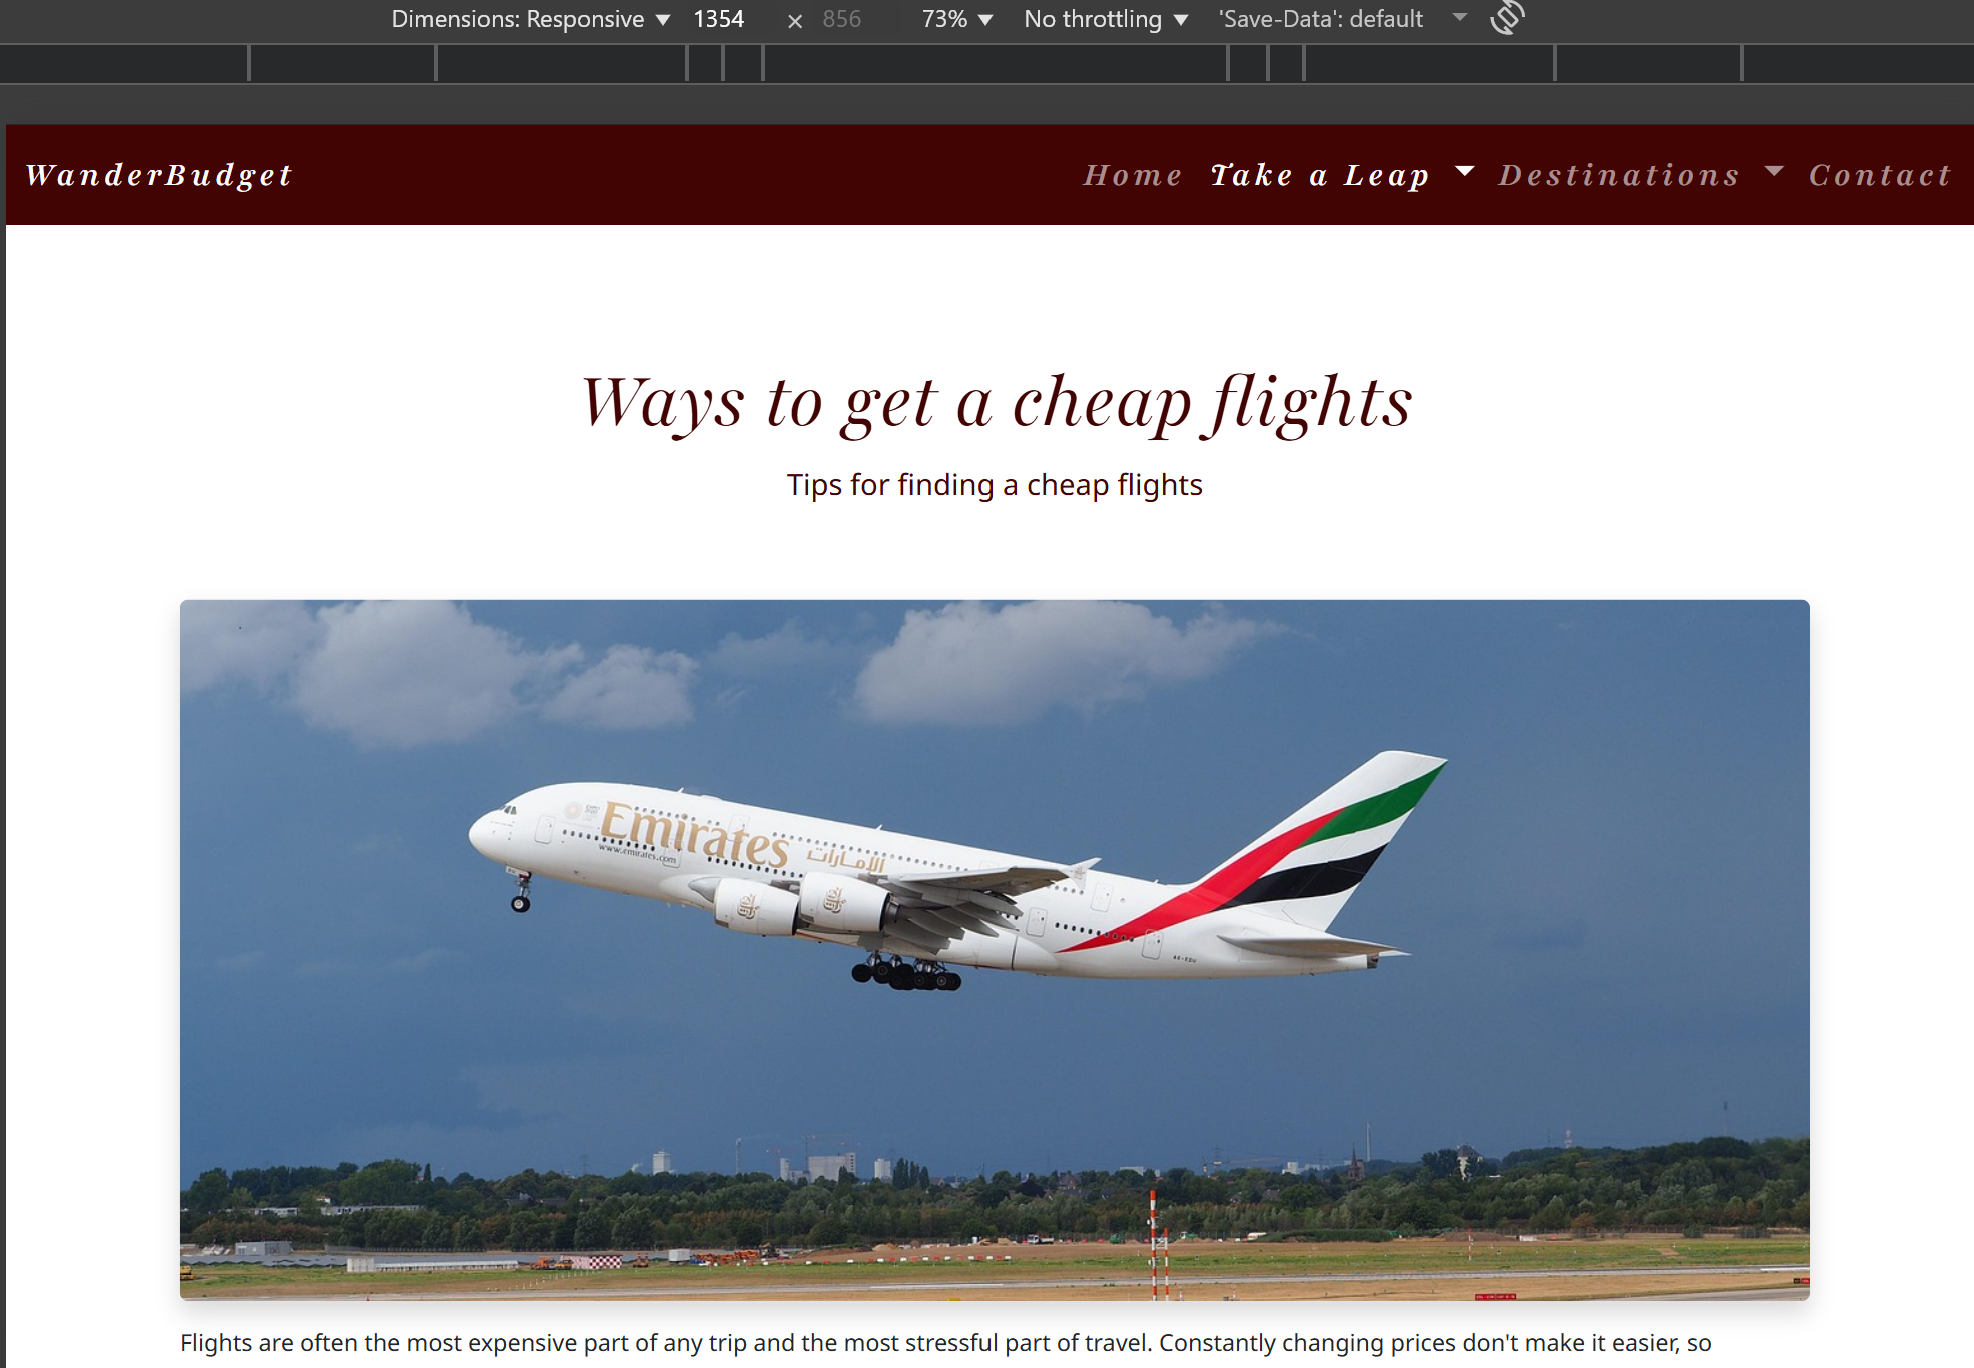 Dimensions: Responsive 1354 × 856 73% No throttling 'Save-Data': default
WanderBudget Home Take a Leap Destinations Contact
Ways to get a cheap flights
Tips for finding a cheap flights
Emirates الإمارات
www.emirates.com
A6-EDU
Flights are often the most expensive part of any trip and the most stressful part of travel. Constantly changing prices don't make it easier, so